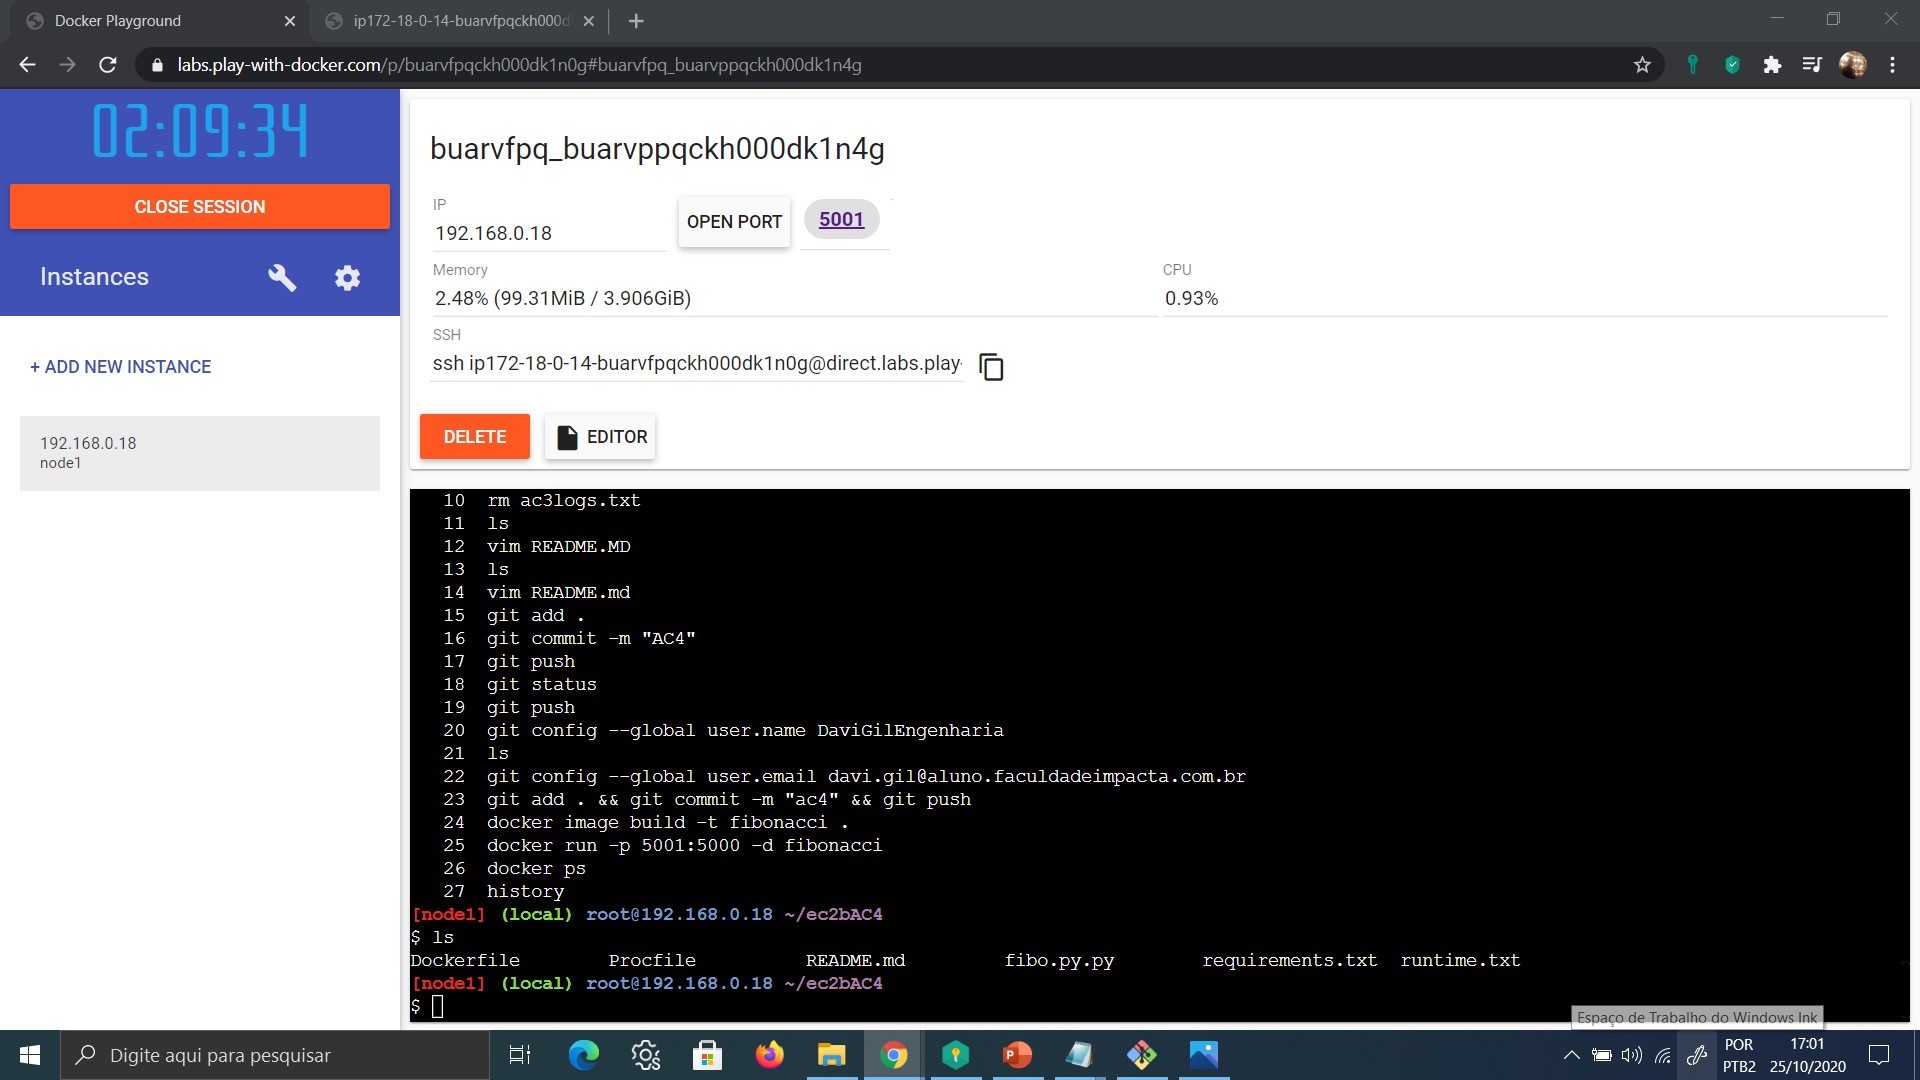 Docker Playground
ip172-18-0-14-buarvfpqckh000d
labs.play-with-docker.com/p/buarvfpqckh000dk1n0g#buarvfpq_buarvppqckh000dk1n4g
02:09:34
CLOSE SESSION
Instances
+ ADD NEW INSTANCE
192.168.0.18
node1
buarvfpq_buarvppqckh000dk1n4g
IP
192.168.0.18
OPEN PORT
5001
Memory
2.48% (99.31MiB / 3.906GiB)
CPU
0.93%
SSH
ssh ip172-18-0-14-buarvfpqckh000dk1n0g@direct.labs.play-
DELETE
EDITOR
10 rm ac3logs.txt
11 ls
12 vim README.MD
13 ls
14 vim README.md
15 git add .
16 git commit -m "AC4"
17 git push
18 git status
19 git push
20 git config --global user.name DaviGilEngenharia
21 ls
22 git config --global user.email davi.gil@aluno.faculdadeimpacta.com.br
23 git add . && git commit -m "ac4" && git push
24 docker image build -t fibonacci .
25 docker run -p 5001:5000 -d fibonacci
26 docker ps
27 history
[node1] (local) root@192.168.0.18 ~/ec2bAC4
$ ls
Dockerfile Procfile README.md fibo.py.py requirements.txt runtime.txt
[node1] (local) root@192.168.0.18 ~/ec2bAC4
$
Espaço de Trabalho do Windows Ink
Digite aqui para pesquisar
POR
PTB2
17:01
25/10/2020